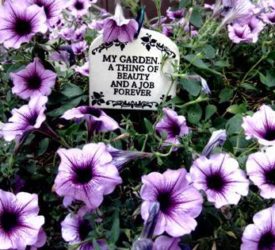 MY GARDEN..
A THING OF
BEAUTY
AND A JOB
FOREVER